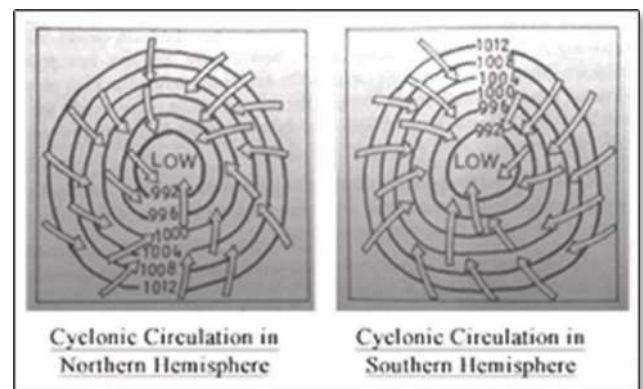 LOW
992
996
1000
1004
1008
1012
1012
1008
1004
1000
996
992
LOW
Cyclonic Circulation in
Northern Hemisphere
Cyclonic Circulation in
Southern Hemisphere